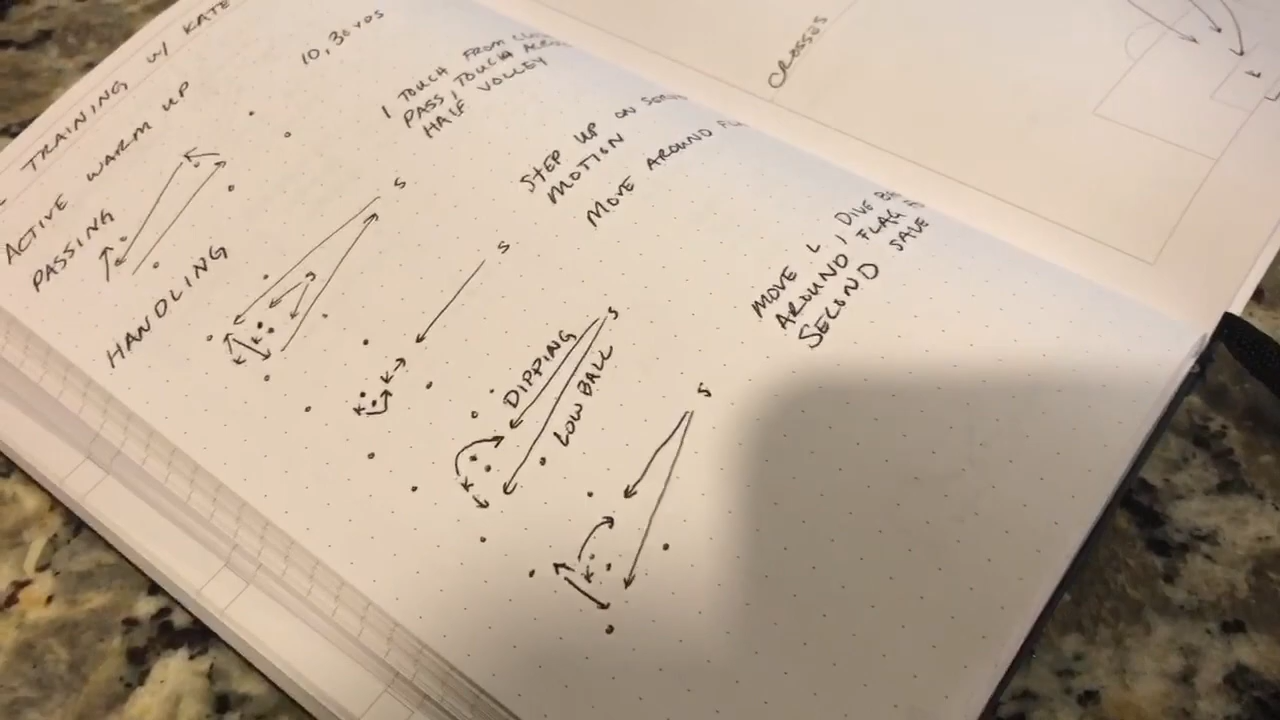 TRAINING W/ KATE
ACTIVE WARM UP
PASSING
10, 30 YDS
HANDLING
1 TOUCH FROM
PASS, TOUCH
HALF VOLLEY
S
S
K
K
STEP UP ON
MOTION
S
K
K
MOVE AROUND
S
DIPPING
LOW BALL
K
MOVE L, DIVE
AROUND FLAG
SECOND SAVE
S
K
CROSSES